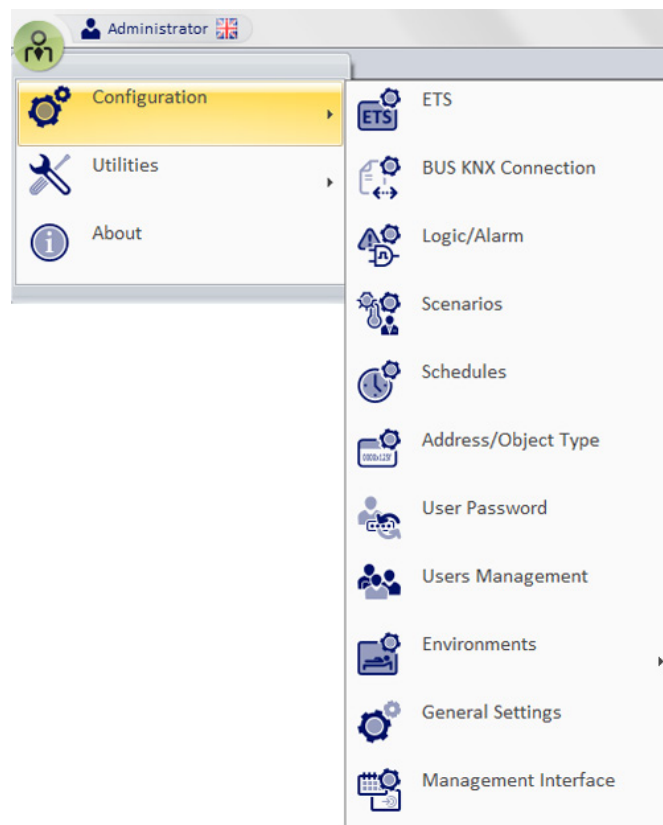 Administrator
Configuration
Utilities
About
ETS
ETS
BUS KNX Connection
Logic/Alarm
Scenarios
Schedules
Address/Object Type
User Password
Users Management
Environments
General Settings
Management Interface